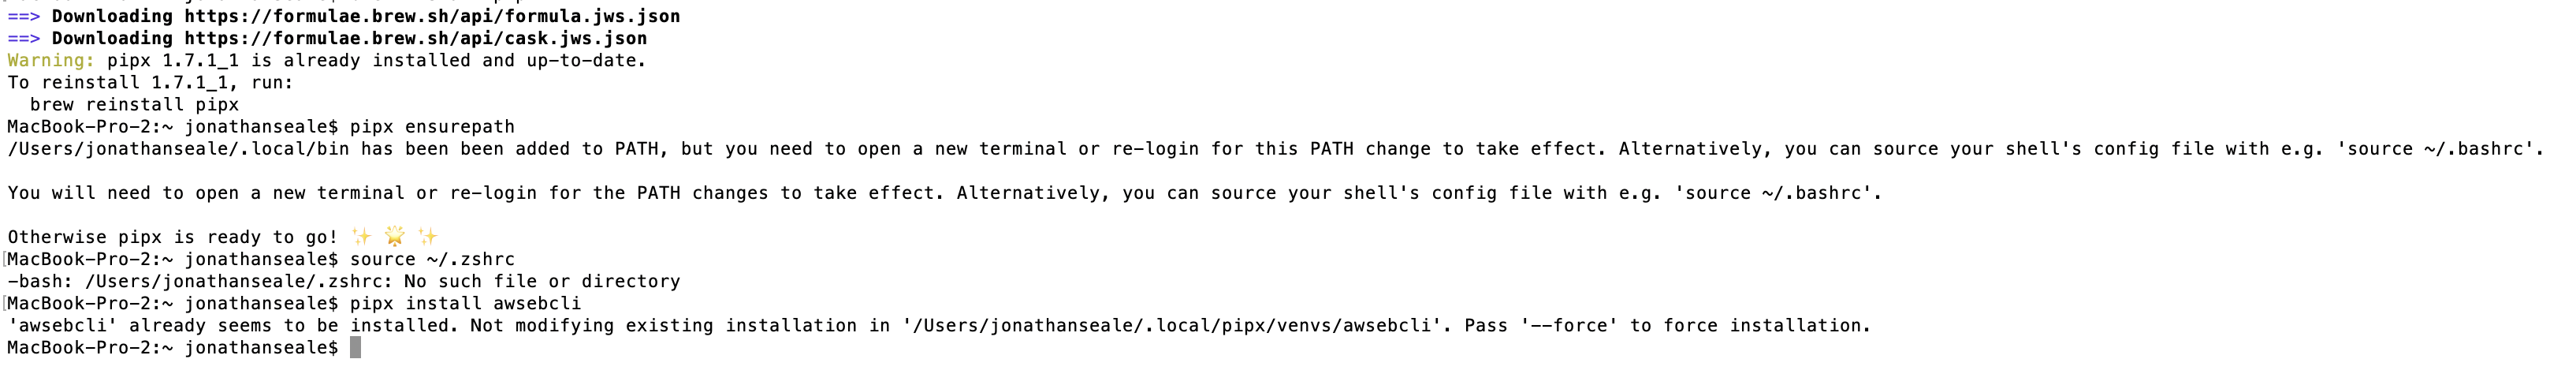 ==> Downloading https://formulae.brew.sh/api/formula.jws.json
==> Downloading https://formulae.brew.sh/api/cask.jws.json
Warning: pipx 1.7.1_1 is already installed and up-to-date.
To reinstall 1.7.1_1, run:
  brew reinstall pipx
MacBook-Pro-2:~ jonathanseale$ pipx ensurepath
/Users/jonathanseale/.local/bin has been been added to PATH, but you need to open a new terminal or re-login for this PATH change to take effect. Alternatively, you can source your shell's config file with e.g. 'source ~/.bashrc'.
You will need to open a new terminal or re-login for the PATH changes to take effect. Alternatively, you can source your shell's config file with e.g. 'source ~/.bashrc'.
Otherwise pipx is ready to go! ✨ 🌟 ✨
[MacBook-Pro-2:~ jonathanseale$ source ~/.zshrc
-bash: /Users/jonathanseale/.zshrc: No such file or directory
[MacBook-Pro-2:~ jonathanseale$ pipx install awsebcli
'awsebcli' already seems to be installed. Not modifying existing installation in '/Users/jonathanseale/.local/pipx/venvs/awsebcli'. Pass '--force' to force installation.
MacBook-Pro-2:~ jonathanseale$